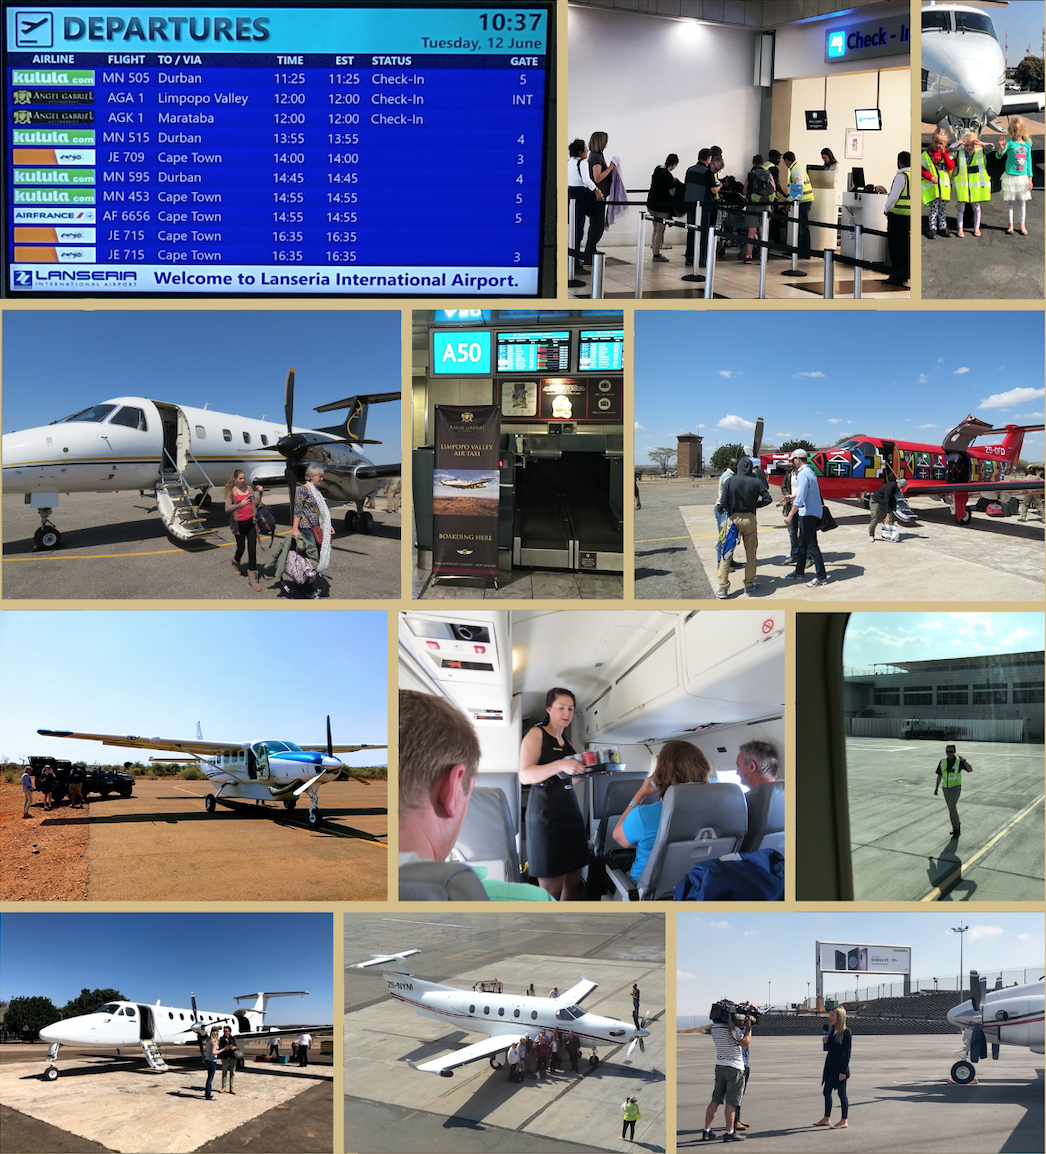 DEPARTURES
10:37
Tuesday, 12 June
AIRLINE FLIGHT TO / VIA TIME EST STATUS GATE
kulula.com MN 505 Durban 11:25 11:25 Check-In 5
ANGEL GABRIEL AGA 1 Limpopo Valley 12:00 12:00 Check-In INT
ANGEL GABRIEL AGK 1 Marataba 12:00 12:00 Check-In
kulula.com MN 515 Durban 13:55 13:55 4
JE 709 Cape Town 14:00 14:00 3
kulula.com MN 595 Durban 14:45 14:45 4
kulula.com MN 453 Cape Town 14:55 14:55 5
AIRFRANCE AF 6656 Cape Town 14:55 14:55 5
JE 715 Cape Town 16:35 16:35
JE 715 Cape Town 16:35 16:35 3
LANSERIA
INTERNATIONAL AIRPORT
Welcome to Lanseria International Airport.
4 Check - In
A50
ANGEL GABRIEL
LIMPOPO VALLEY
AIR TAXI
BOARDING HERE
ZS-OFD
ZS-NYM